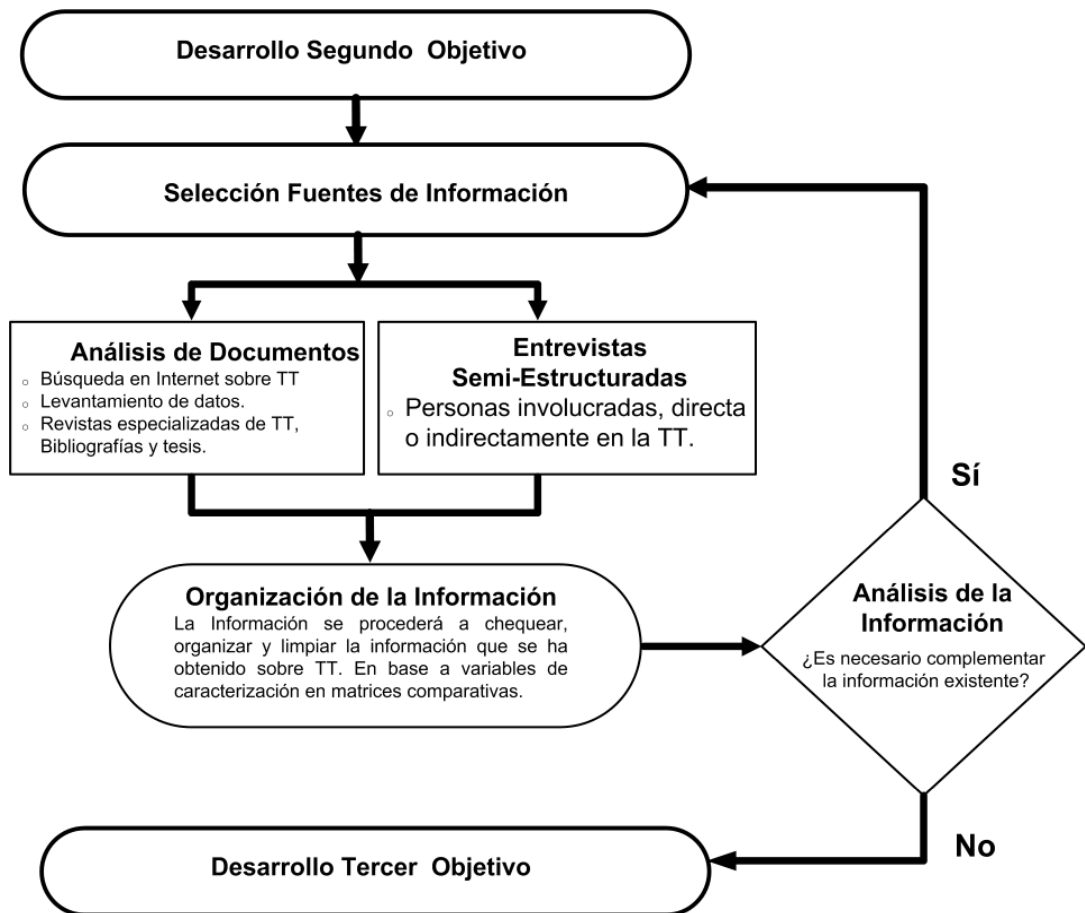 Desarrollo Segundo Objetivo
Selección Fuentes de Información
Análisis de Documentos
○ Búsqueda en Internet sobre TT
○ Levantamiento de datos.
○ Revistas especializadas de TT,
Bibliografías y tesis.
Entrevistas
Semi-Estructuradas
○ Personas involucradas, directa
o indirectamente en la TT.
Organización de la Información
La Información se procederá a chequear,
organizar y limpiar la información que se ha
obtenido sobre TT. En base a variables de
caracterización en matrices comparativas.
Sí
Análisis de la
Información
¿Es necesario complementar
la información existente?
No
Desarrollo Tercer Objetivo